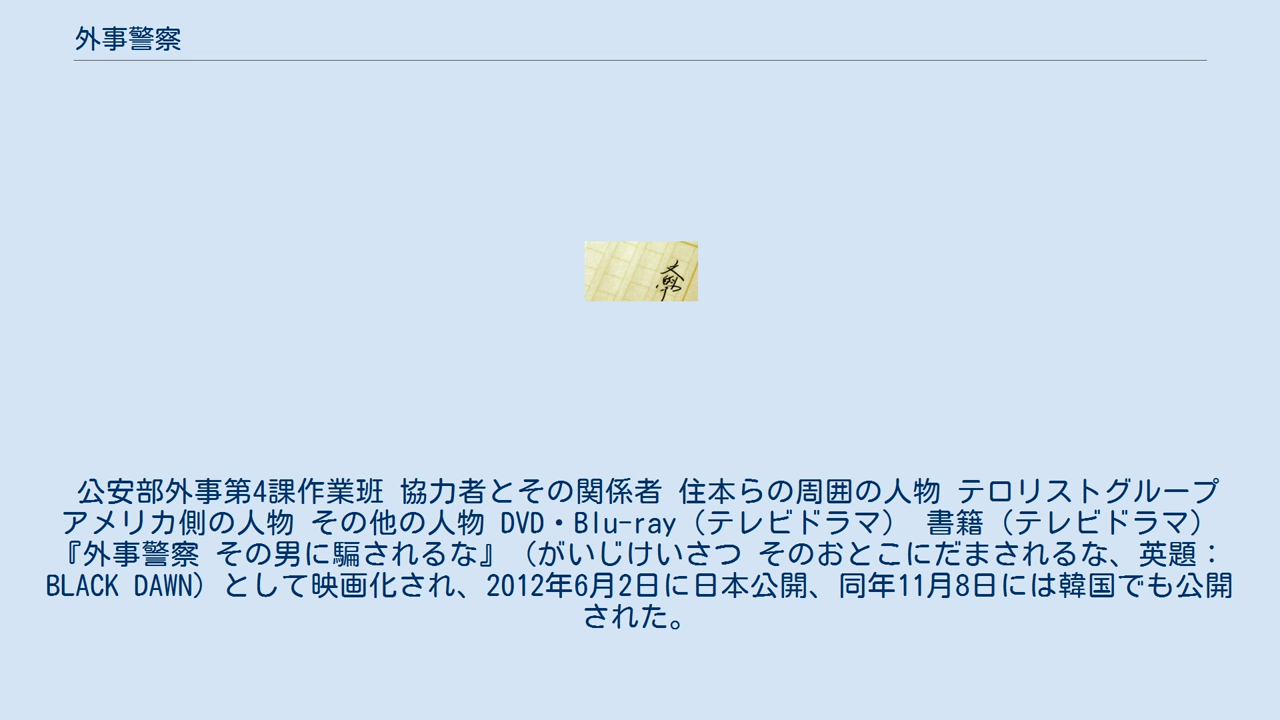 外事警察
公安部外事第4課作業班 協力者とその関係者 住本らの周囲の人物 テロリストグループ
アメリカ側の人物 その他の人物 DVD・Blu-ray（テレビドラマ） 書籍（テレビドラマ）
『外事警察 その男に騙されるな』（がいじけいさつ そのおとこにだまされるな、英題：
BLACK DAWN）として映画化され、2012年6月2日に日本公開、同年11月8日には韓国でも公開
された。